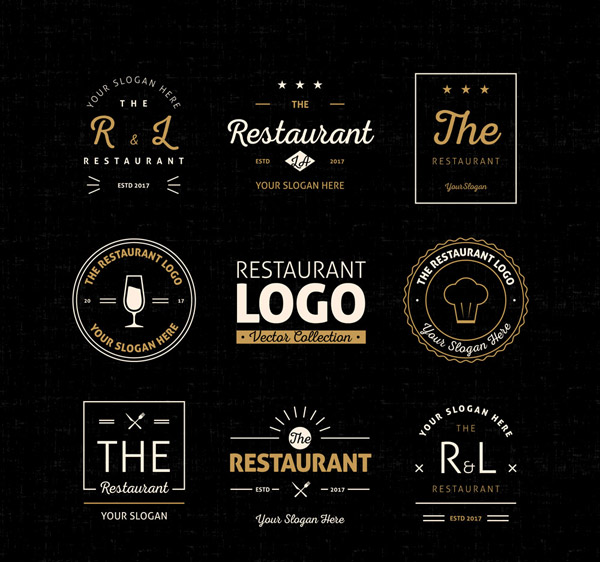 YOUR SLOGAN HERE
THE
R & L
RESTAURANT
ESTD 2017
THE
Restaurant
ESTD LA 2017
YOUR SLOGAN HERE
The
RESTAURANT
YourSlogan
THE RESTAURANT LOGO
20 17
YOUR SLOGAN HERE
RESTAURANT
LOGO
• Vector Collection •
THE RESTAURANT LOGO
Your Slogan Here
THE
Restaurant
YOUR SLOGAN
The
RESTAURANT
ESTD 2017
Your Slogan Here
YOUR SLOGAN HERE
THE
R&L
RESTAURANT
ESTD 2017